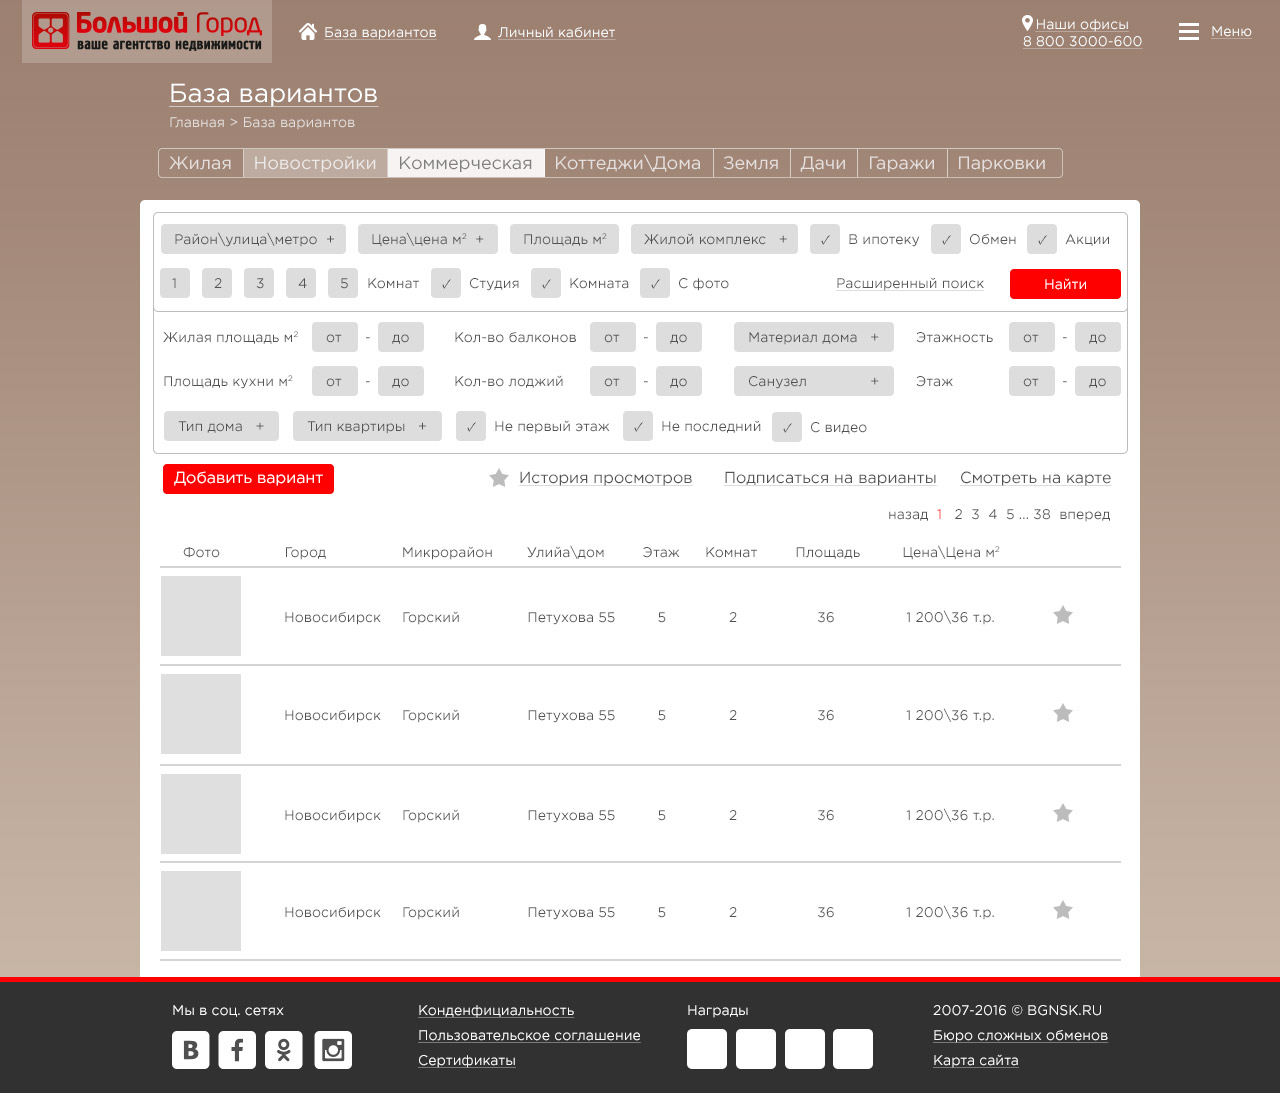 Большой Город
ваше агентство недвижимости
База вариантов
Личный кабинет
Наши офисы
8 800 3000-600
Меню
База вариантов
Главная > База вариантов
Жилая Новостройки Коммерческая Коттеджи\Дома Земля Дачи Гаражи Парковки
Район\улица\метро + Цена\цена м² + Площадь м² Жилой комплекс + ✓ В ипотеку ✓ Обмен ✓ Акции
1 2 3 4 5 Комнат ✓ Студия ✓ Комната ✓ С фото Расширенный поиск Найти
Жилая площадь м² от - до Кол-во балконов от - до Материал дома + Этажность от - до
Площадь кухни м² от - до Кол-во лоджий от - до Санузел + Этаж от - до
Тип дома + Тип квартиры + ✓ Не первый этаж ✓ Не последний ✓ С видео
Добавить вариант История просмотров Подписаться на варианты Смотреть на карте
назад 1 2 3 4 5 ... 38 вперед
Фото Город Микрорайон Улийа\дом Этаж Комнат Площадь Цена\Цена м²
Новосибирск Горский Петухова 55 5 2 36 1 200\36 т.р.
Новосибирск Горский Петухова 55 5 2 36 1 200\36 т.р.
Новосибирск Горский Петухова 55 5 2 36 1 200\36 т.р.
Новосибирск Горский Петухова 55 5 2 36 1 200\36 т.р.
Мы в соц. сетях
Конденфициальность
Пользовательское соглашение
Сертификаты
Награды
2007-2016 © BGNSK.RU
Бюро сложных обменов
Карта сайта